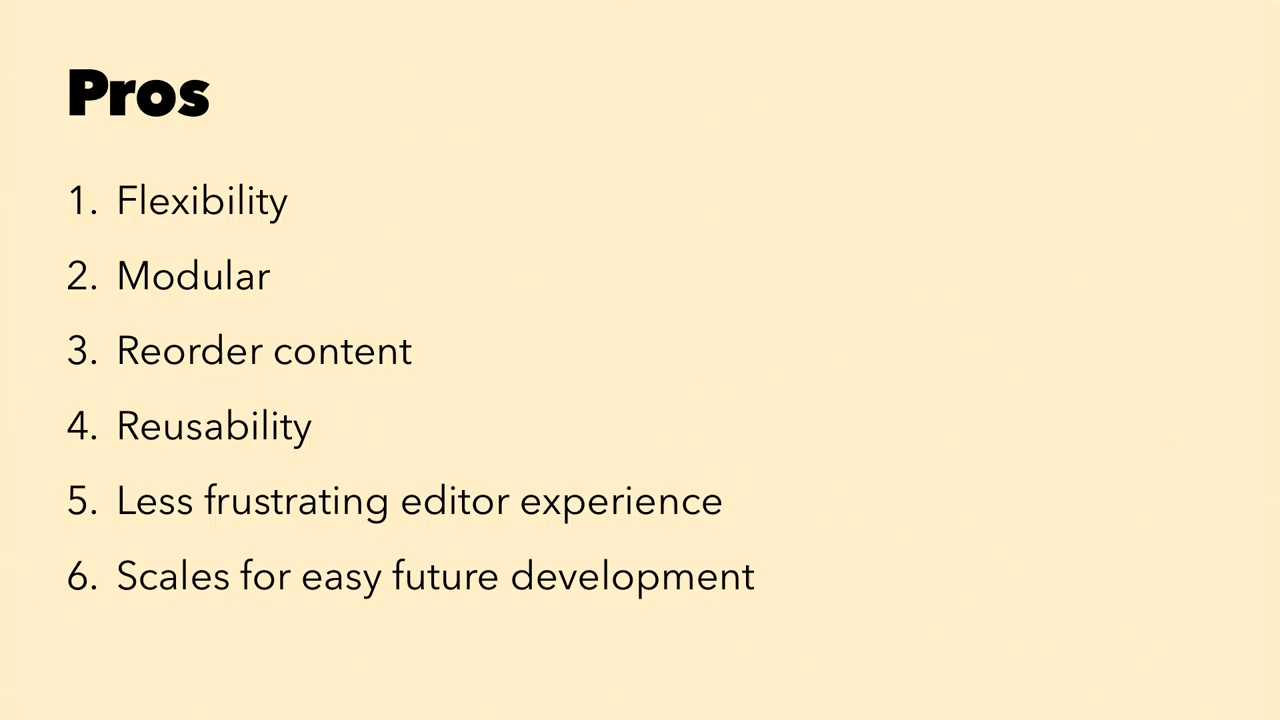 Pros
1. Flexibility
2. Modular
3. Reorder content
4. Reusability
5. Less frustrating editor experience
6. Scales for easy future development